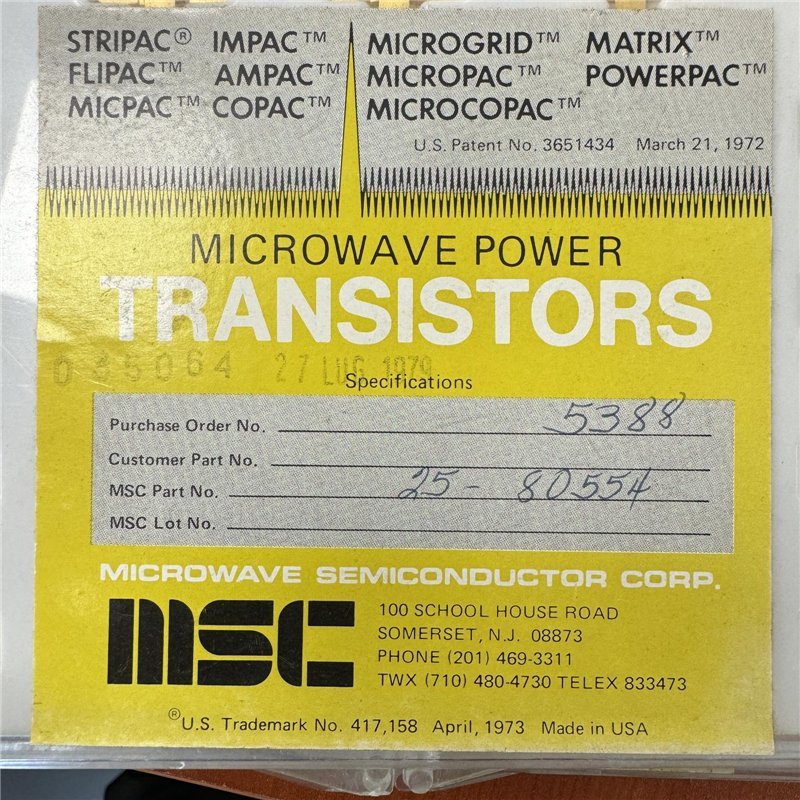 STRIPAC® IMPAC™ MICROGRID™ MATRIX™
FLIPAC™ AMPAC™ MICROPAC™ POWERPAC™
MICPAC™ COPAC™ MICROCOPAC™
U.S. Patent No. 3651434 March 21, 1972
MICROWAVE POWER
TRANSISTORS
27 LUG 1979
Specifications
Purchase Order No. 5388
Customer Part No.
MSC Part No. 25- 80554
MSC Lot No.
MICROWAVE SEMICONDUCTOR CORP.
MSC
100 SCHOOL HOUSE ROAD
SOMERSET, N.J. 08873
PHONE (201) 469-3311
TWX (710) 480-4730 TELEX 833473
®U.S. Trademark No. 417,158 April, 1973 Made in USA